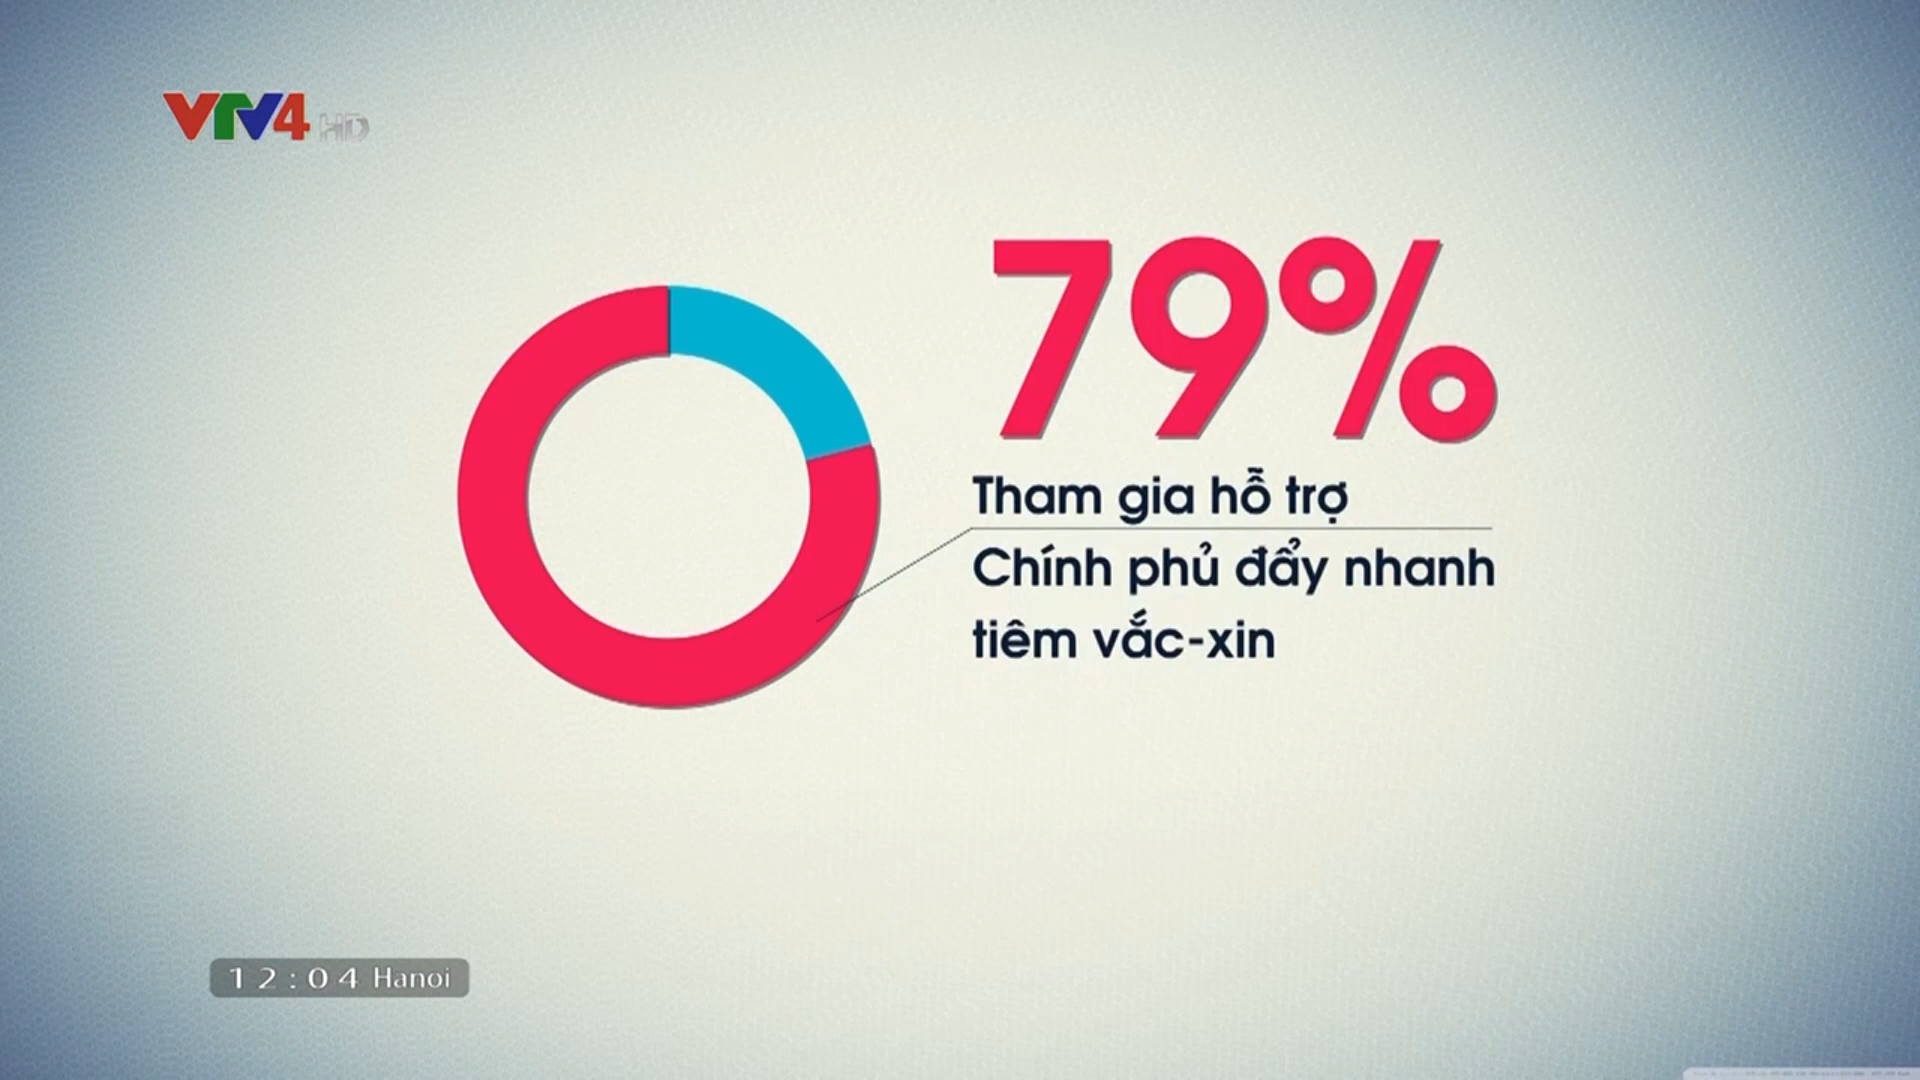 VTV4 HD
79%
Tham gia hỗ trợ
Chính phủ đẩy nhanh
tiêm vắc-xin
12:04 Hanoi